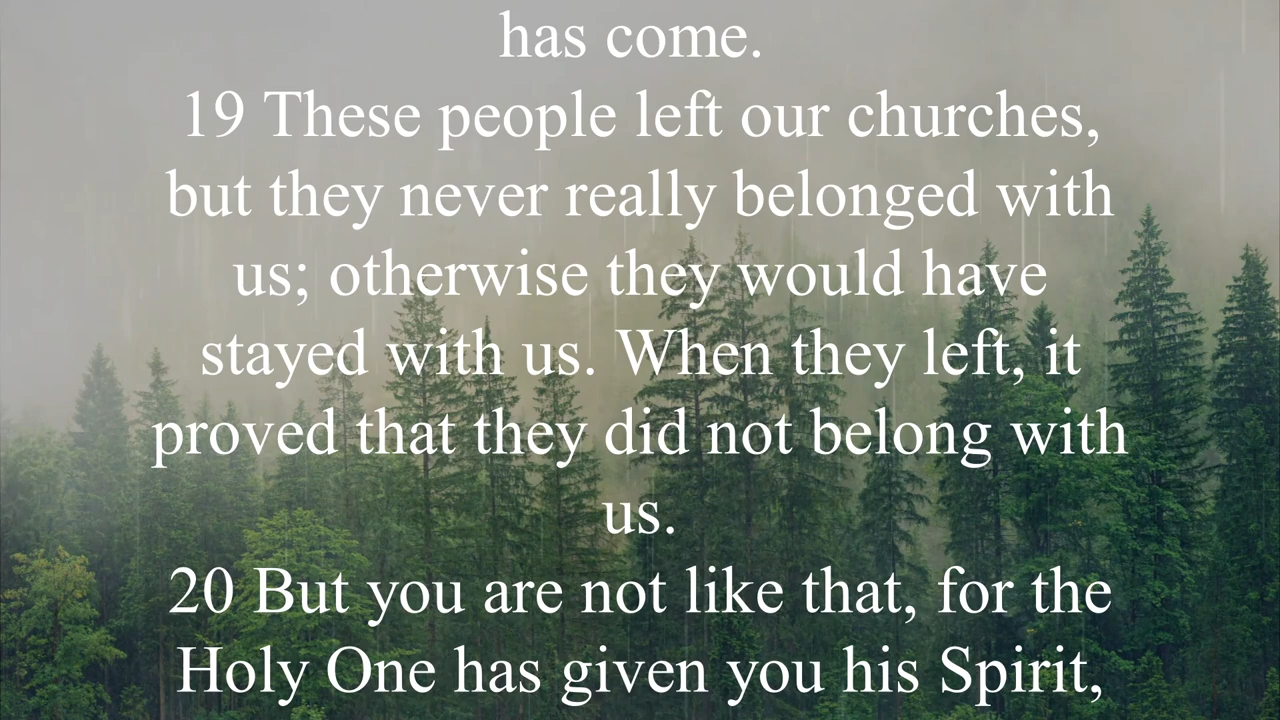 has come.
19 These people left our churches,
but they never really belonged with
us; otherwise they would have
stayed with us. When they left, it
proved that they did not belong with
us.
20 But you are not like that, for the
Holy One has given you his Spirit,